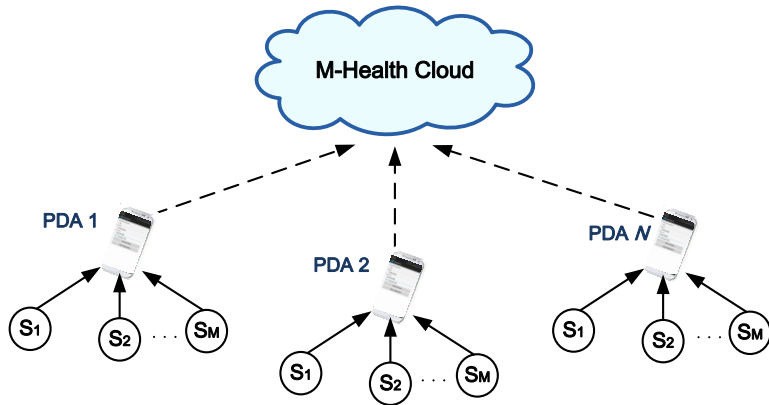 M-Health Cloud
PDA 1
PDA 2
PDA N
S1
S2
. . .
SM
S1
S2
. . .
SM
S1
S2
. . .
SM